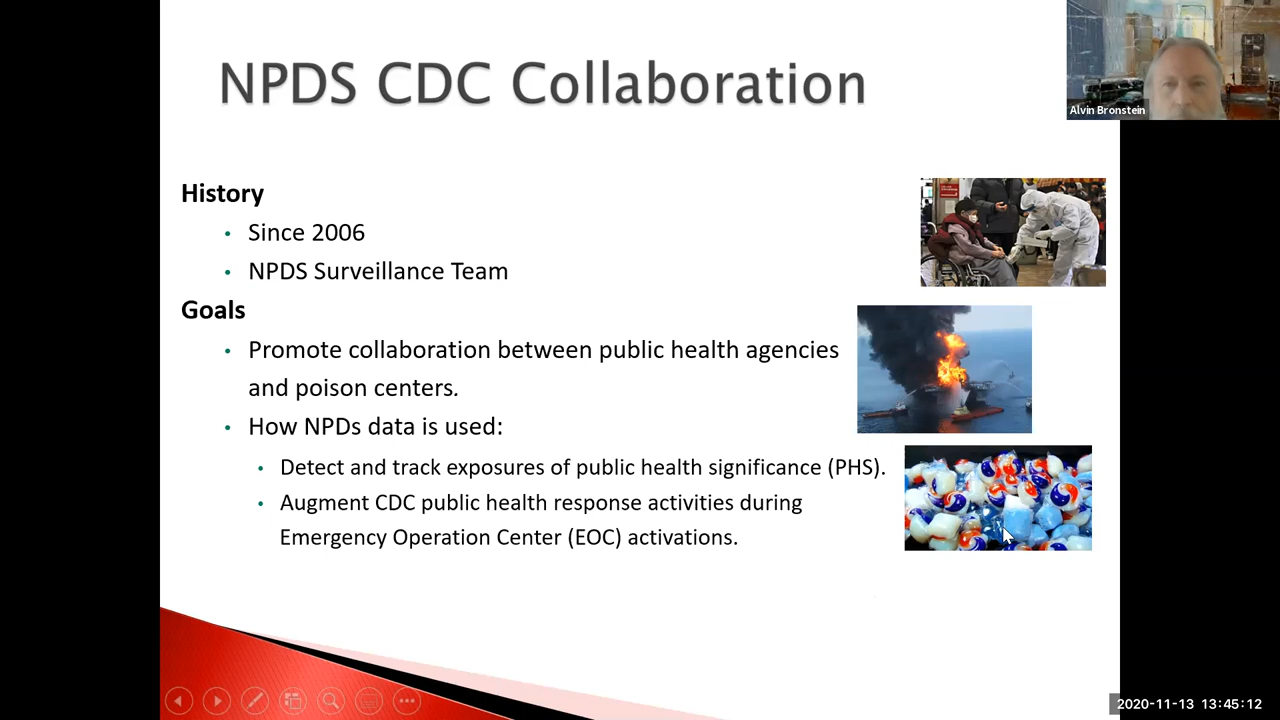 NPDS CDC Collaboration
Alvin Bronstein
History
• Since 2006
• NPDS Surveillance Team
Goals
• Promote collaboration between public health agencies
and poison centers.
• How NPDs data is used:
• Detect and track exposures of public health significance (PHS).
• Augment CDC public health response activities during
Emergency Operation Center (EOC) activations.
2020-11-13 13:45:12